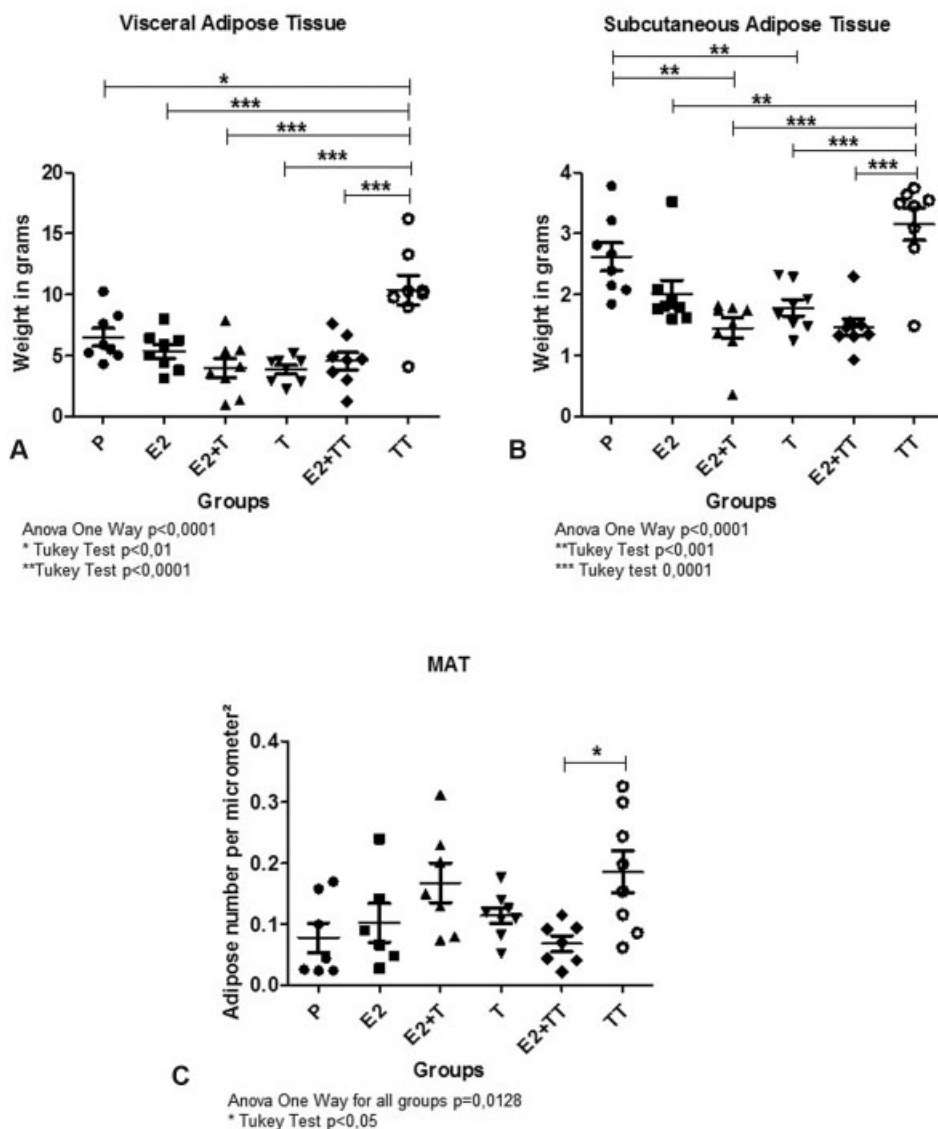 Visceral Adipose Tissue
*
***
***
***
***
Weight in grams
20
15
10
5
0
P
E2
E2+T
T
E2+TT
TT
A
Groups
Anova One Way p<0,0001
* Tukey Test p<0,01
**Tukey Test p<0,0001
Subcutaneous Adipose Tissue
**
**
**
***
***
***
Weight in grams
4
3
2
1
0
P
E2
E2+T
T
E2+TT
TT
B
Groups
Anova One Way p<0,0001
**Tukey Test p<0,001
*** Tukey test 0,0001
MAT
*
Adipose number per micrometer²
0.4
0.3
0.2
0.1
0.0
P
E2
E2+T
T
E2+TT
TT
C
Groups
Anova One Way for all groups p=0,0128
* Tukey Test p<0,05